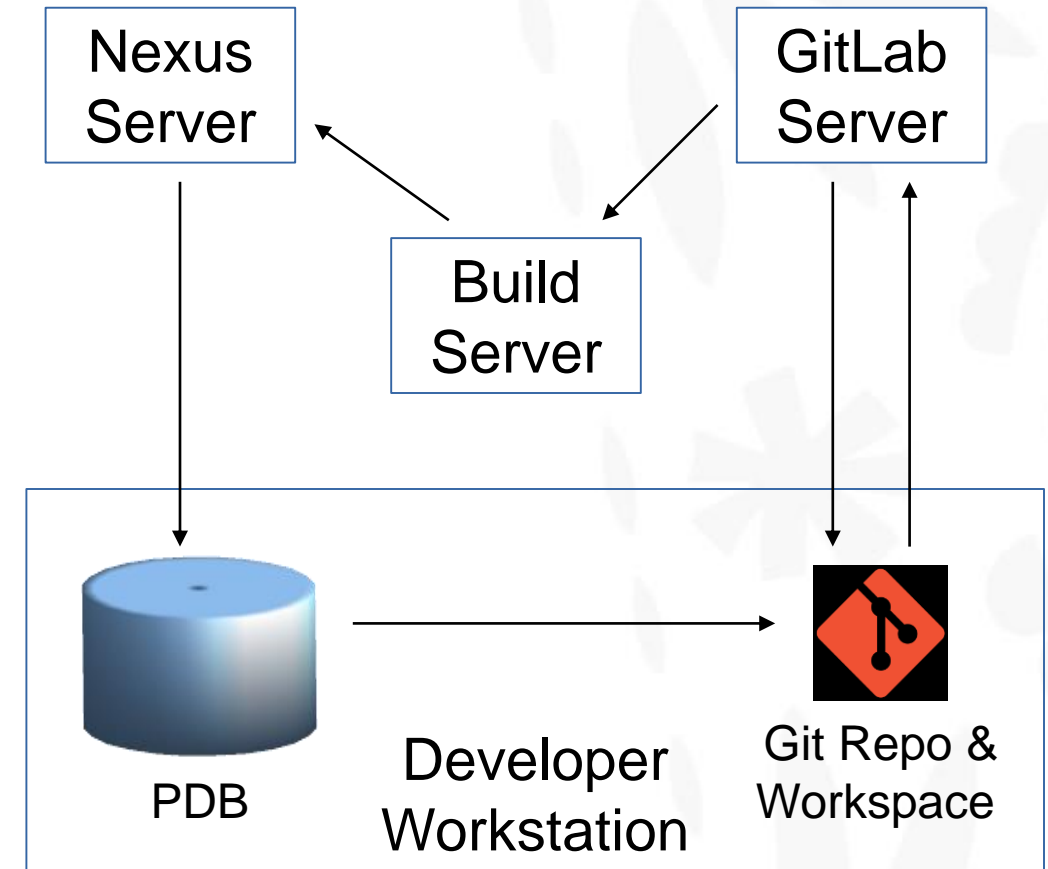 Nexus
Server
GitLab
Server
Build
Server
PDB
Developer
Workstation
Git Repo &
Workspace